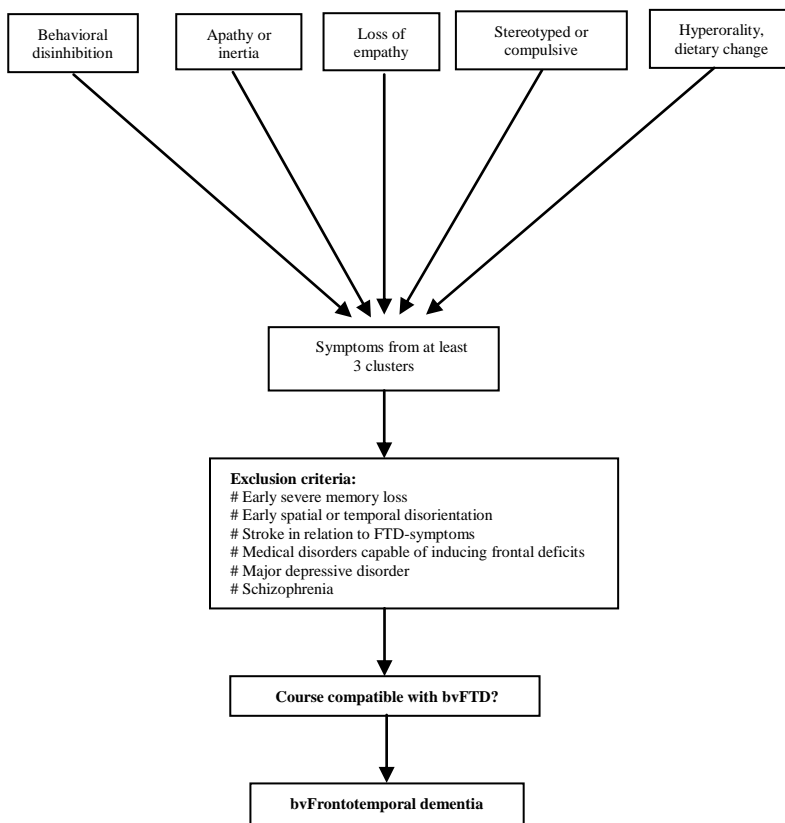 Behavioral
disinhibition
Apathy or
inertia
Loss of
empathy
Stereotyped or
compulsive
Hyperorality,
dietary change
Symptoms from at least
3 clusters
Exclusion criteria:
# Early severe memory loss
# Early spatial or temporal disorientation
# Stroke in relation to FTD-symptoms
# Medical disorders capable of inducing frontal deficits
# Major depressive disorder
# Schizophrenia
Course compatible with bvFTD?
bvFrontotemporal dementia